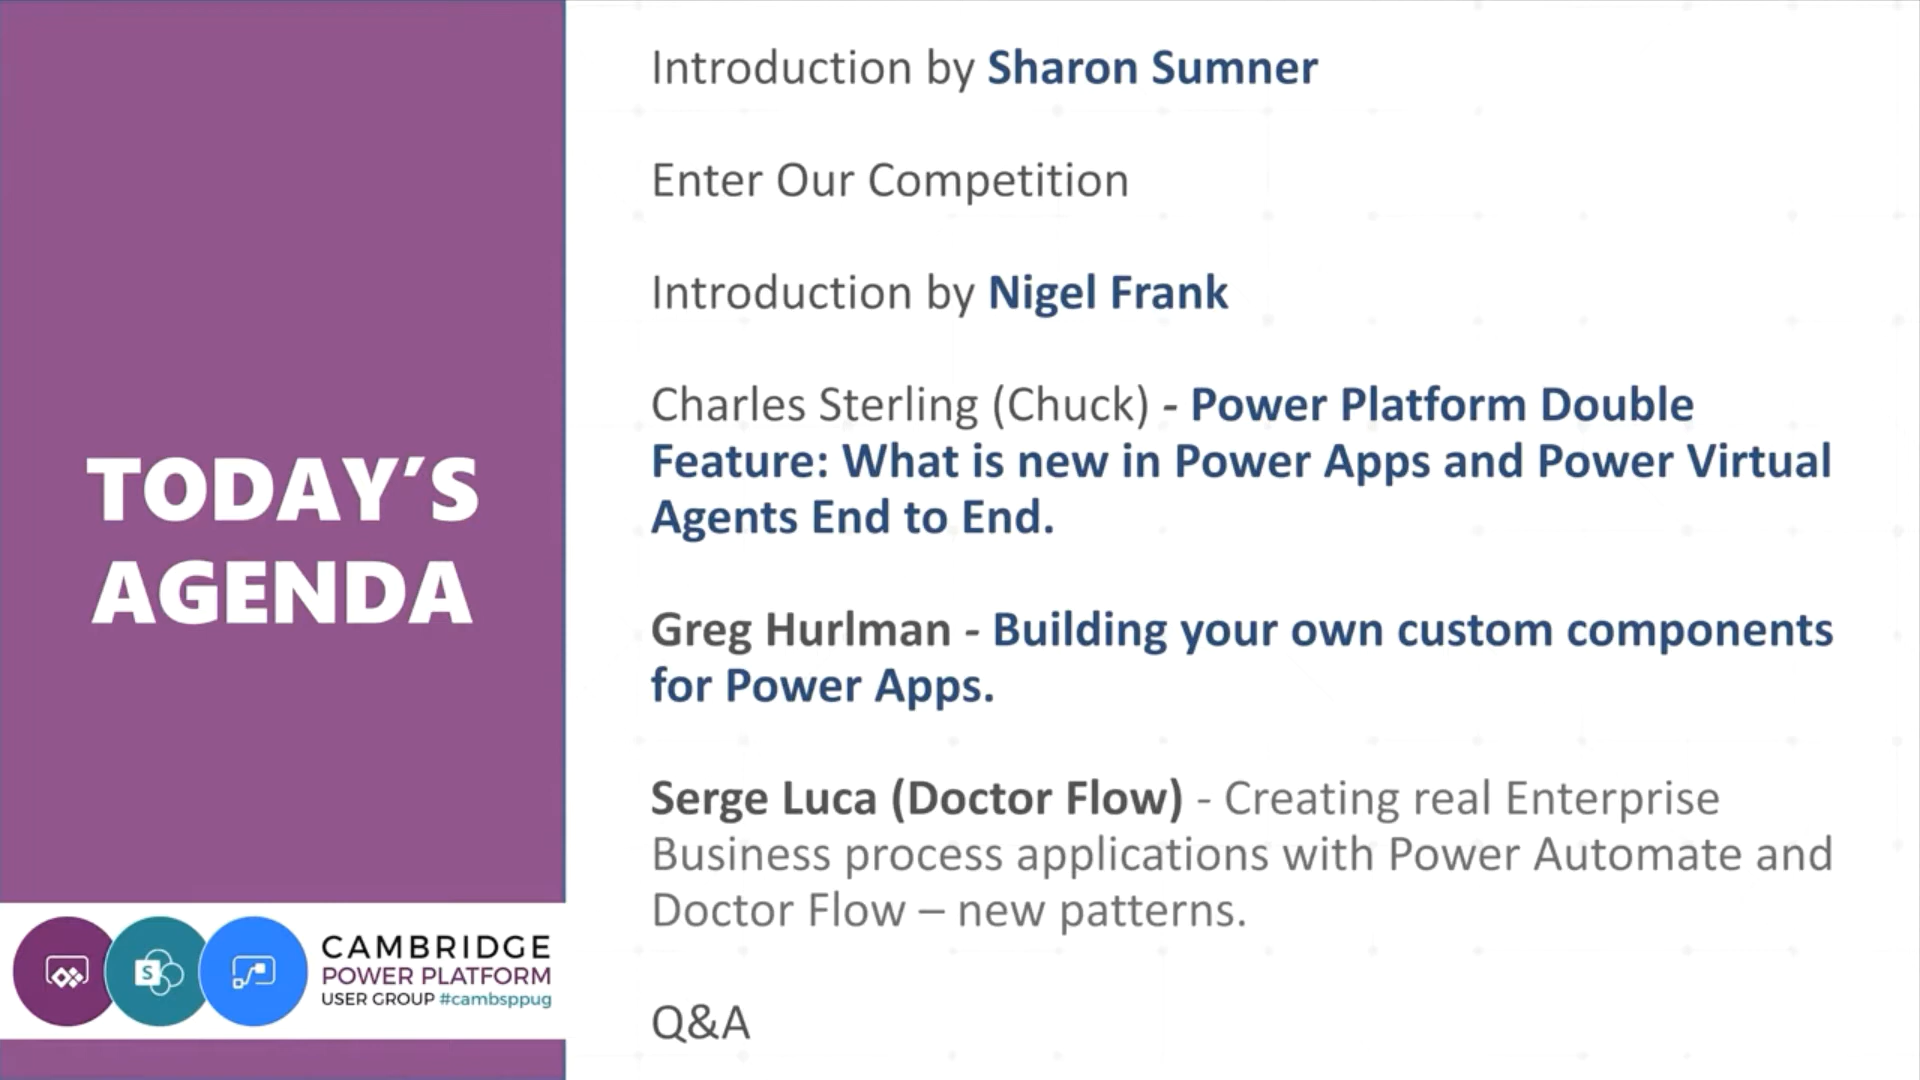 TODAY'S
AGENDA
Introduction by Sharon Sumner
Enter Our Competition
Introduction by Nigel Frank
Charles Sterling (Chuck) - Power Platform Double
Feature: What is new in Power Apps and Power Virtual
Agents End to End.
Greg Hurlman - Building your own custom components
for Power Apps.
Serge Luca (Doctor Flow) - Creating real Enterprise
Business process applications with Power Automate and
Doctor Flow – new patterns.
Q&A
S
CAMBRIDGE
POWER PLATFORM
USER GROUP #cambsppug